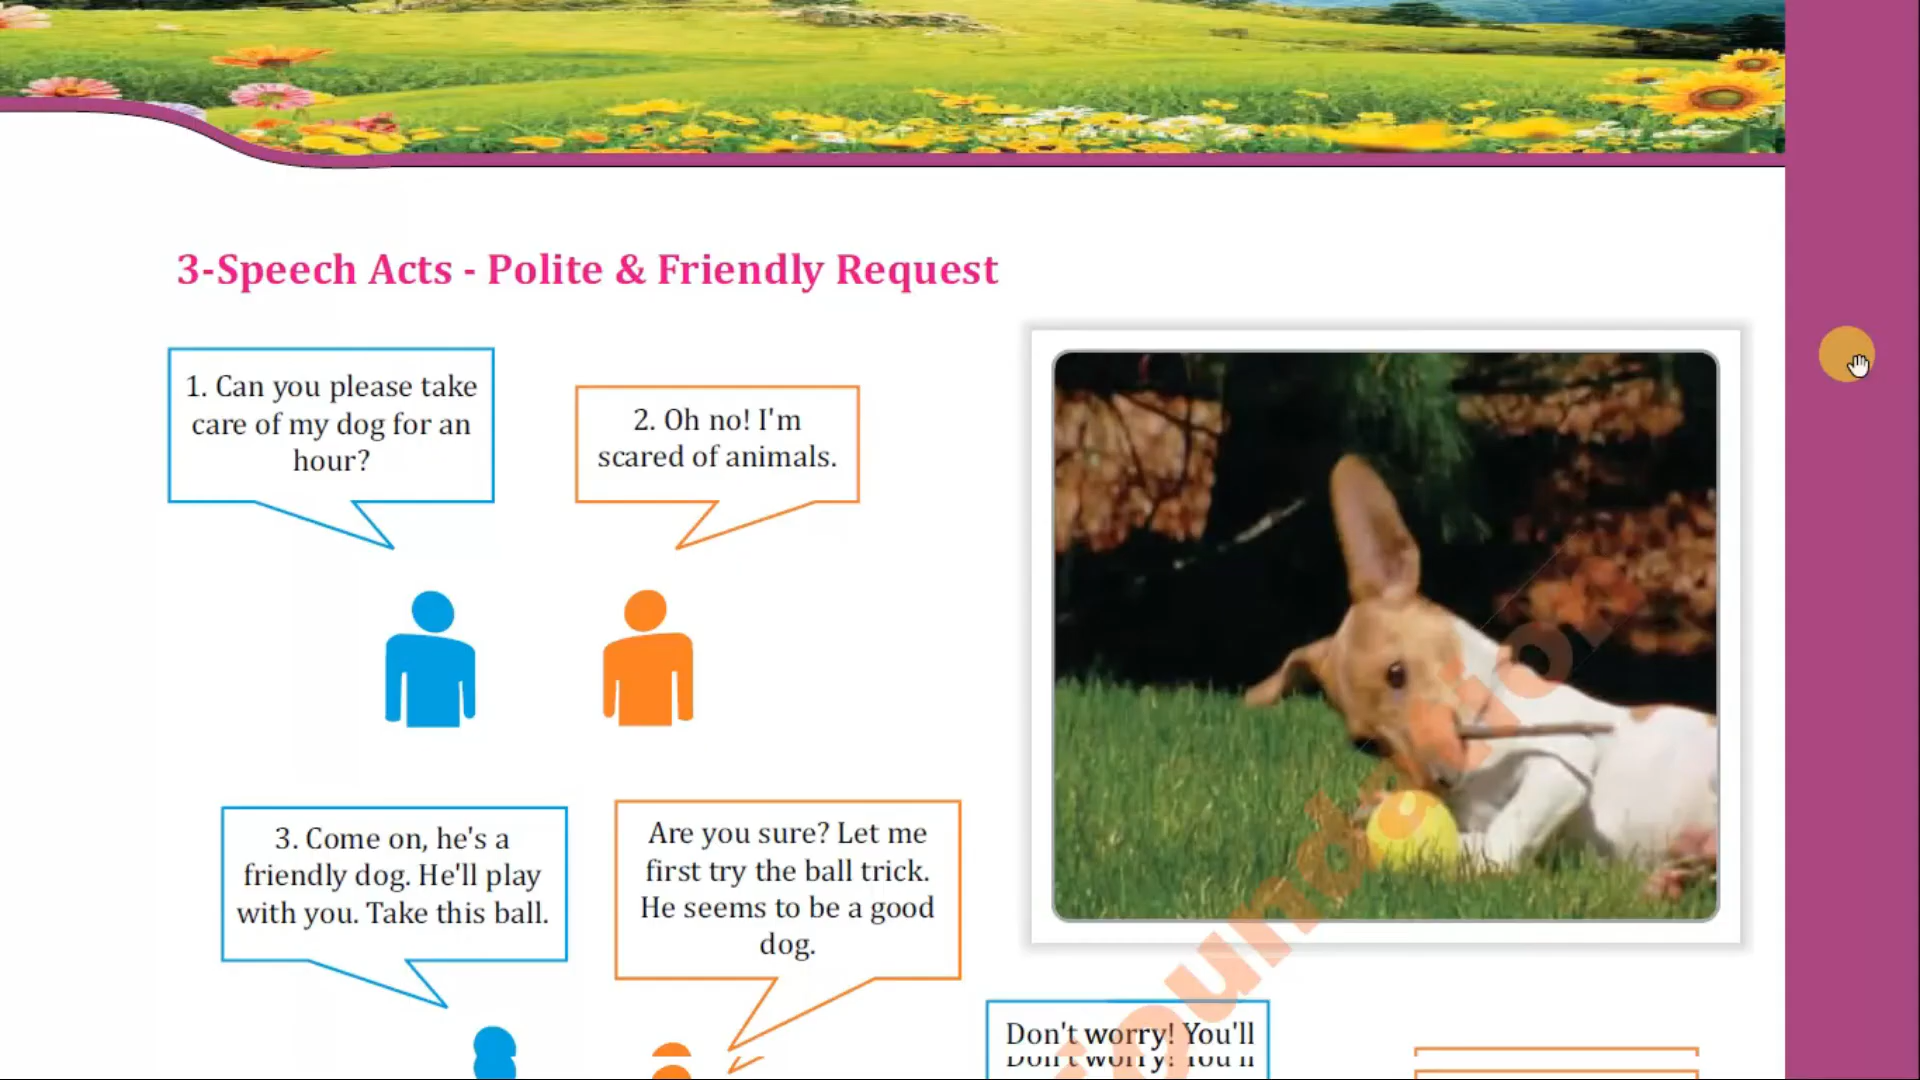 3-Speech Acts - Polite & Friendly Request
1. Can you please take
care of my dog for an
hour?
2. Oh no! I'm
scared of animals.
3. Come on, he's a
friendly dog. He'll play
with you. Take this ball.
Are you sure? Let me
first try the ball trick.
He seems to be a good
dog.
Don't worry! You'll